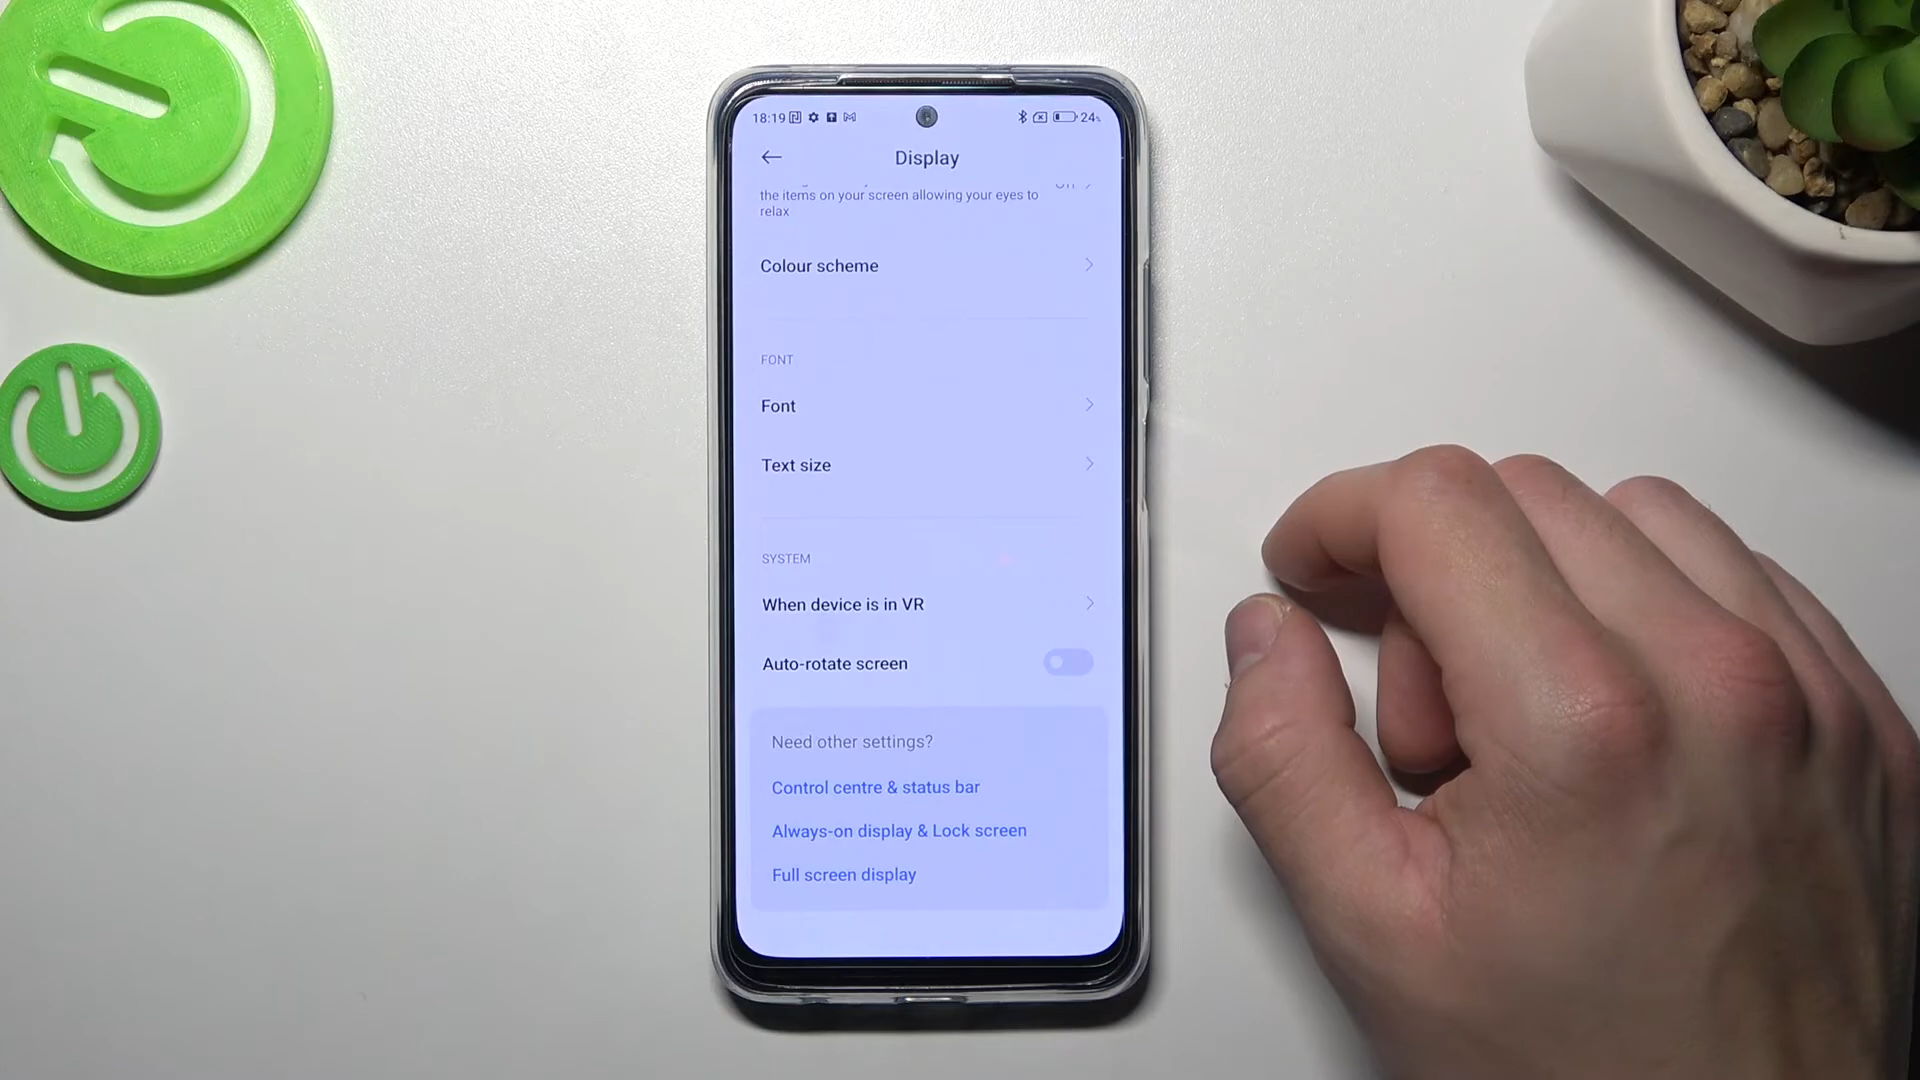 18:19 24%
Display
the items on your screen allowing your eyes to
relax
Colour scheme
FONT
Font
Text size
SYSTEM
When device is in VR
Auto-rotate screen
Need other settings?
Control centre & status bar
Always-on display & Lock screen
Full screen display